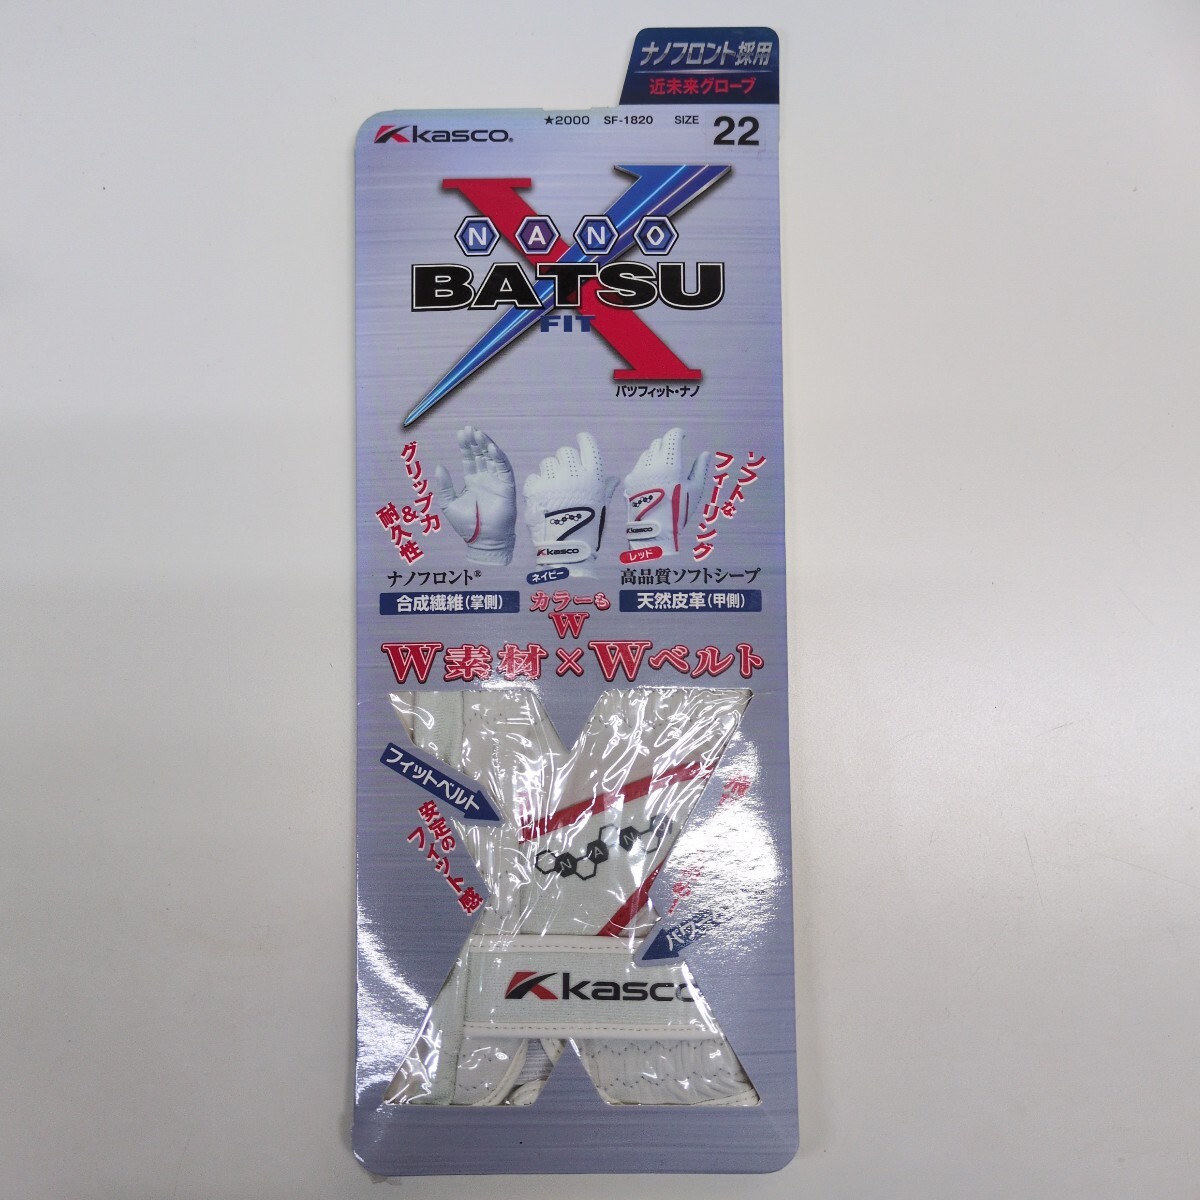 ナノフロント採用
近未来グローブ
Kasco®
★2000 SF-1820 SIZE 22
NANO
BATSU
FIT
バツフィット・ナノ
グリップ力
&
耐久性
ソフトな
フィーリング
Kasco
Kasco
ネイビー
レッド
ナノフロント®
高品質ソフトシープ
合成繊維(掌側)
カラーも
W
天然皮革(甲側)
W素材×Wベルト
フィットベルト
安定の
フィット感
NAN
パワー
Kasco